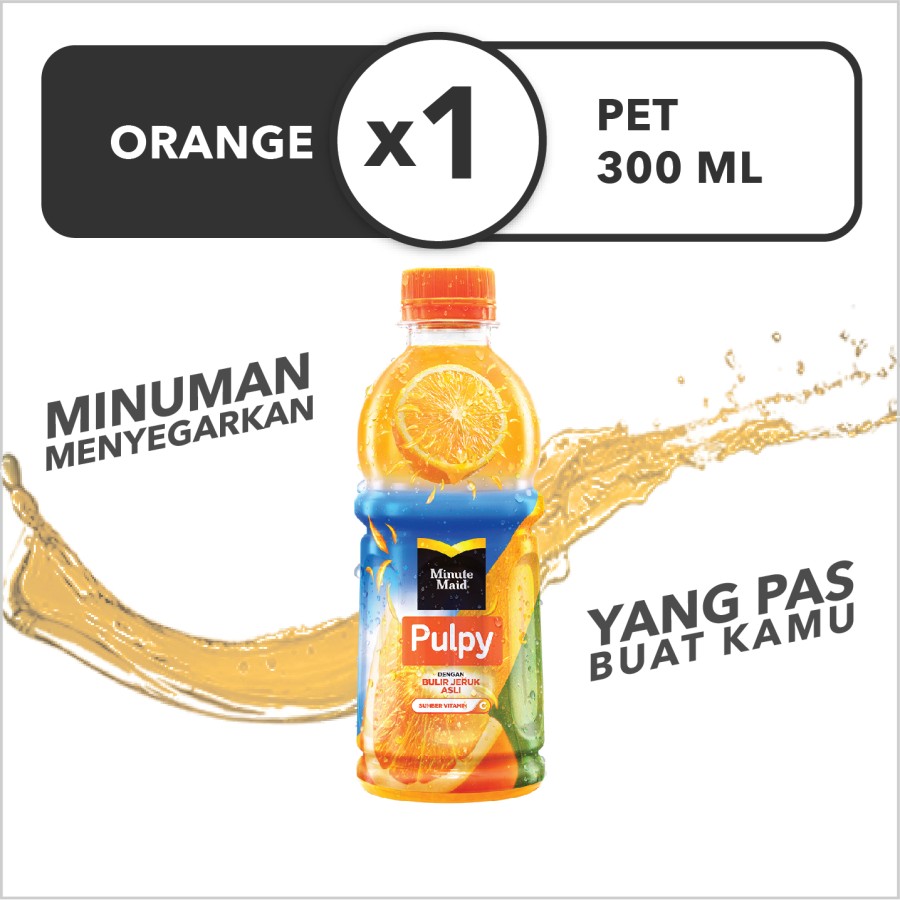 ORANGE
x1
PET
300 ML
MINUMAN
MENYEGARKAN
Minute
Maid
Pulpy
DENGAN
BULIR JERUK
ASLI
SUMBER VITAMIN C
YANG PAS
BUAT KAMU